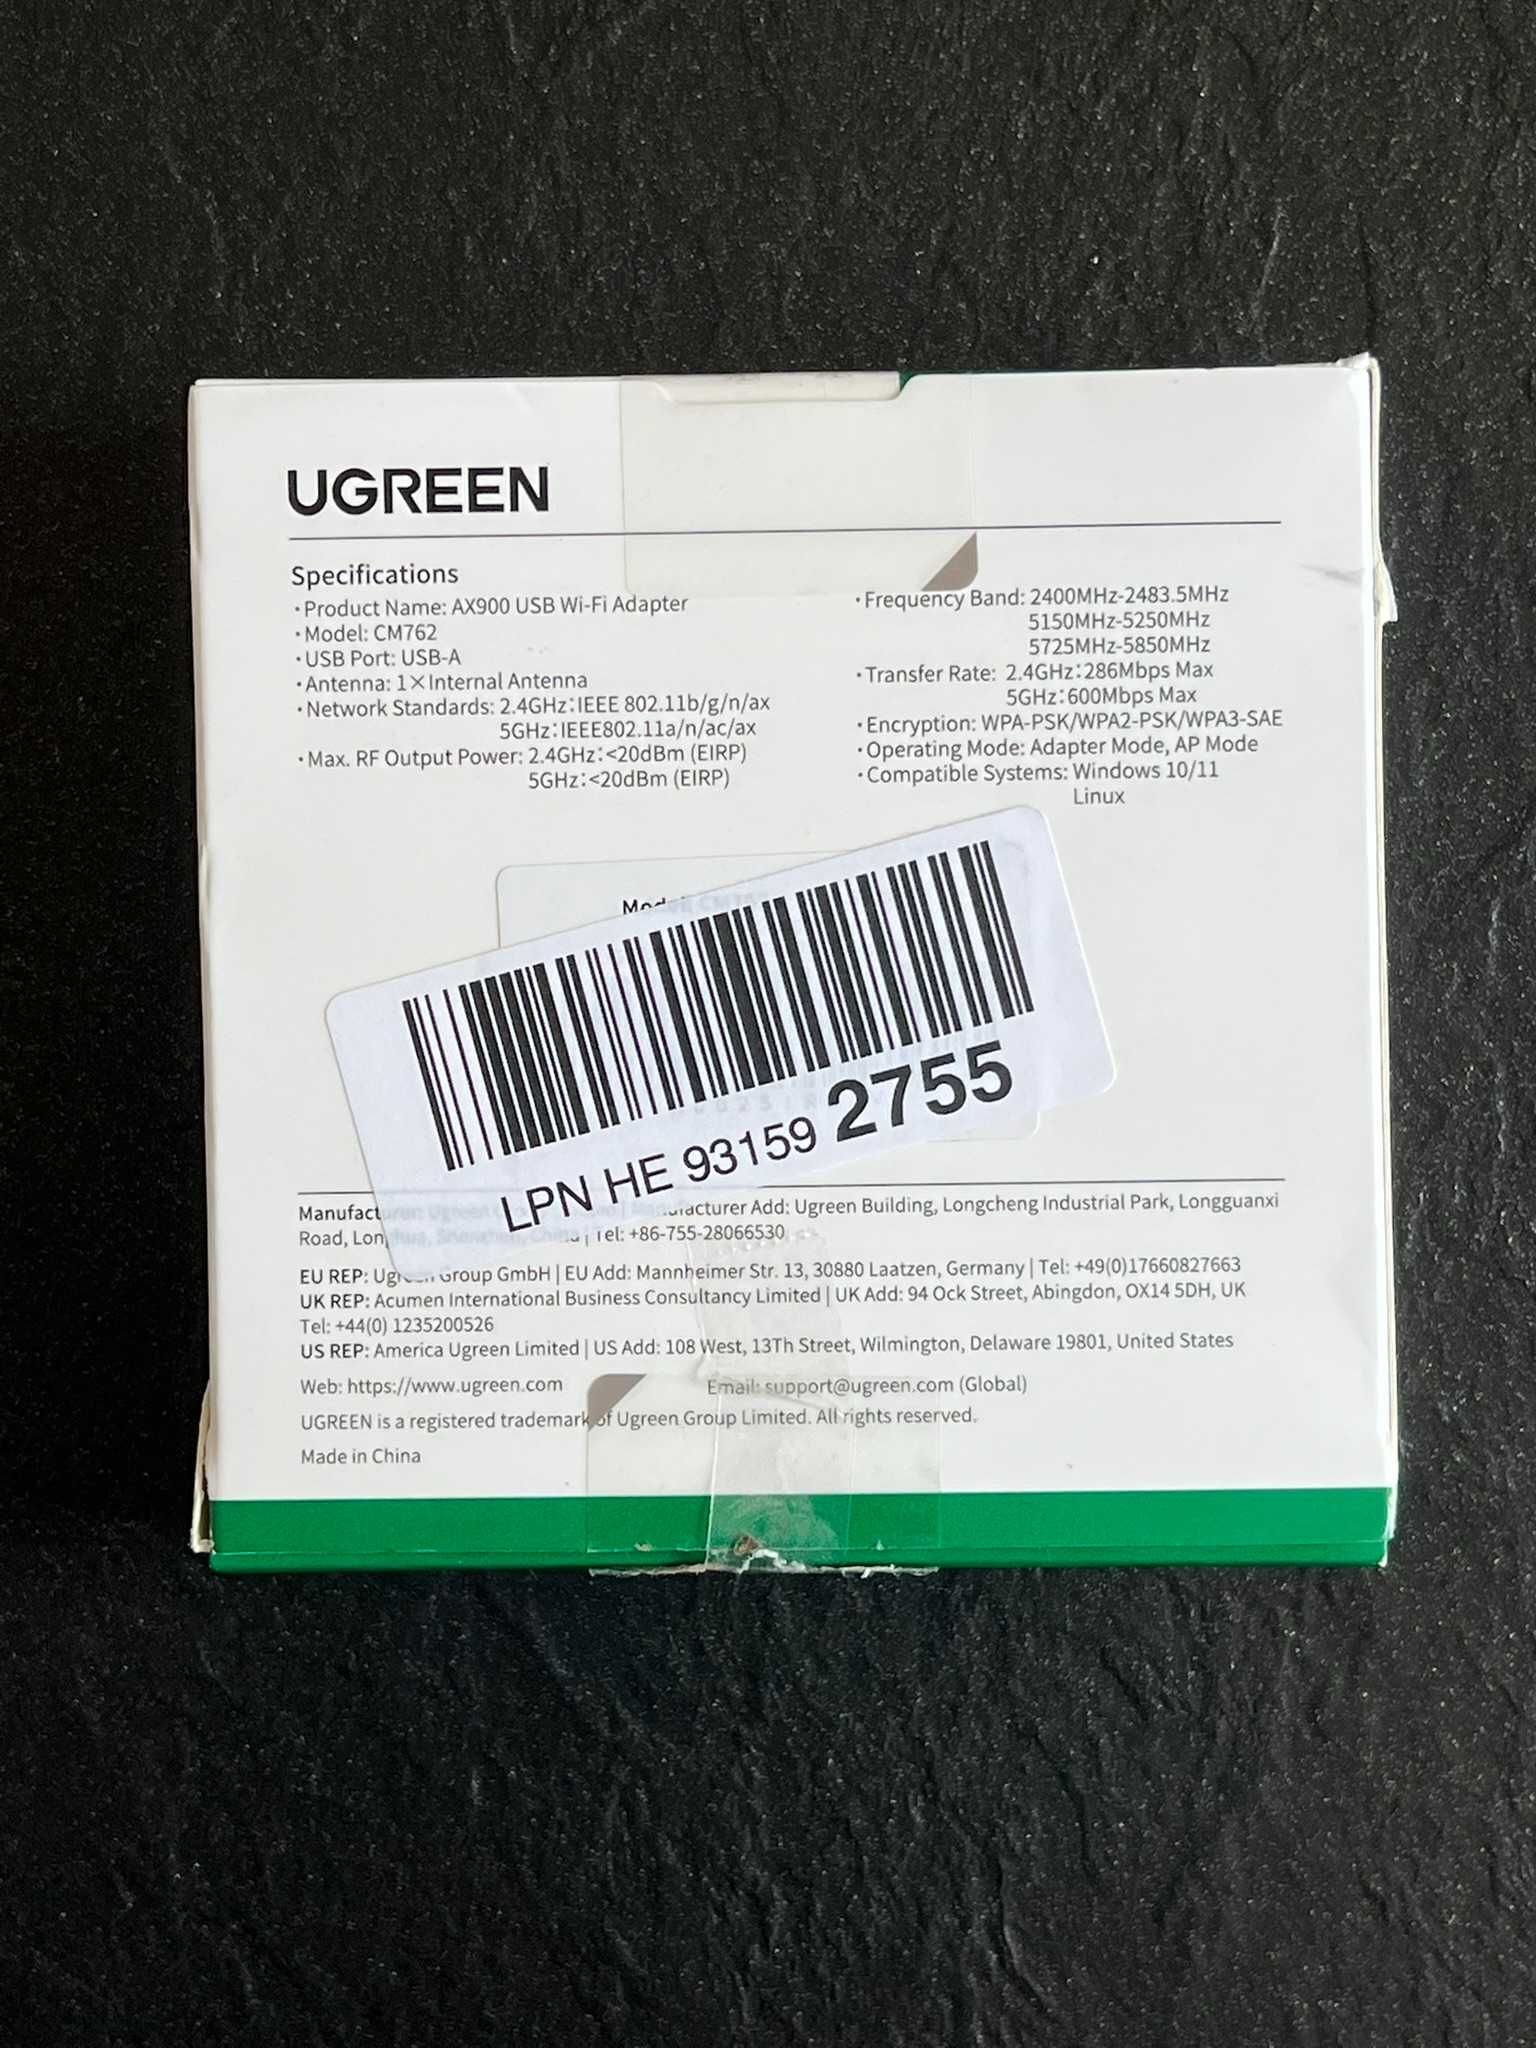 UGREEN
Specifications
·Product Name: AX900 USB Wi-Fi Adapter
·Model: CM762
·USB Port: USB-A
·Antenna: 1×Internal Antenna
·Network Standards: 2.4GHz:IEEE 802.11b/g/n/ax
5GHz:IEEE802.11a/n/ac/ax
·Max. RF Output Power: 2.4GHz:<20dBm (EIRP)
5GHz:<20dBm (EIRP)
·Frequency Band: 2400MHz-2483.5MHz
5150MHz-5250MHz
5725MHz-5850MHz
·Transfer Rate: 2.4GHz:286Mbps Max
5GHz:600Mbps Max
·Encryption: WPA-PSK/WPA2-PSK/WPA3-SAE
·Operating Mode: Adapter Mode, AP Mode
·Compatible Systems: Windows 10/11
Linux
LPN HE 93159 2755
Add: Ugreen Building, Longcheng Industrial Park, Longguanxi
Road, | Tel: +86-755-28066530
EU REP: Ugreen Group GmbH | EU Add: Mannheimer Str. 13, 30880 Laatzen, Germany | Tel: +49(0)17660827663
UK REP: Acumen International Business Consultancy Limited | UK Add: 94 Ock Street, Abingdon, OX14 5DH, UK
Tel: +44(0) 1235200526
US REP: America Ugreen Limited | US Add: 108 West, 13Th Street, Wilmington, Delaware 19801, United States
Web: https://www.ugreen.com Email: support@ugreen.com (Global)
UGREEN is a registered trademark of Ugreen Group Limited. All rights reserved.
Made in China